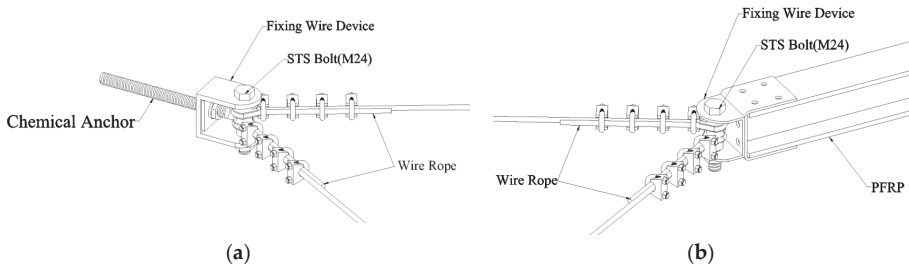 Fixing Wire Device
STS Bolt(M24)
Chemical Anchor
Wire Rope
(a)
Fixing Wire Device
STS Bolt(M24)
Wire Rope
PFRP
(b)